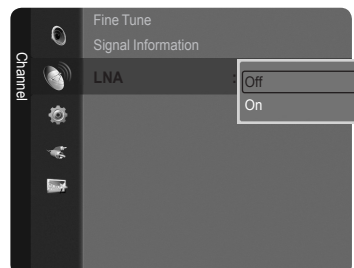 Channel
Fine Tune
Signal Information
LNA :
Off
On